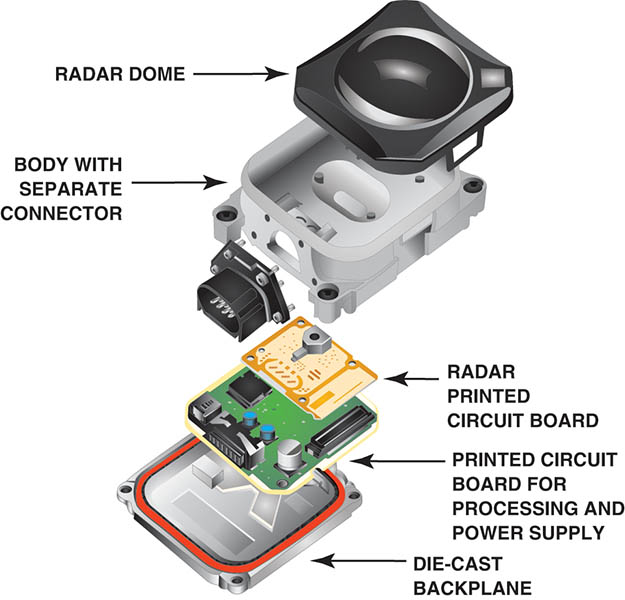 RADAR DOME
BODY WITH
SEPARATE
CONNECTOR
RADAR
PRINTED
CIRCUIT BOARD
PRINTED CIRCUIT
BOARD FOR
PROCESSING AND
POWER SUPPLY
DIE-CAST
BACKPLANE